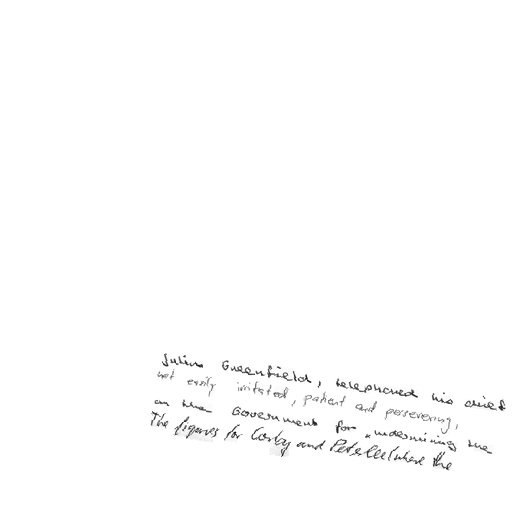 Julius Greenfield, telephoned his chief
not easily irritated, patient and persevering,
on the Government for "undermining the
The figures for Corby and Peterlee (where the